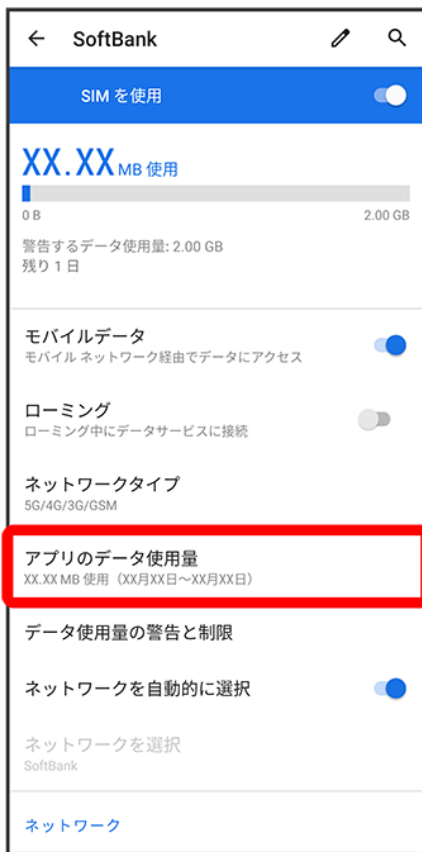 SoftBank
SIM を使用
XX.XX MB 使用
0 B 2.00 GB
警告するデータ使用量: 2.00 GB
残り 1 日
モバイルデータ
モバイル ネットワーク経由でデータにアクセス
ローミング
ローミング中にデータサービスに接続
ネットワークタイプ
5G/4G/3G/GSM
アプリのデータ使用量
XX.XX MB 使用（XX月XX日～XX月XX日）
データ使用量の警告と制限
ネットワークを自動的に選択
ネットワークを選択
SoftBank
ネットワーク